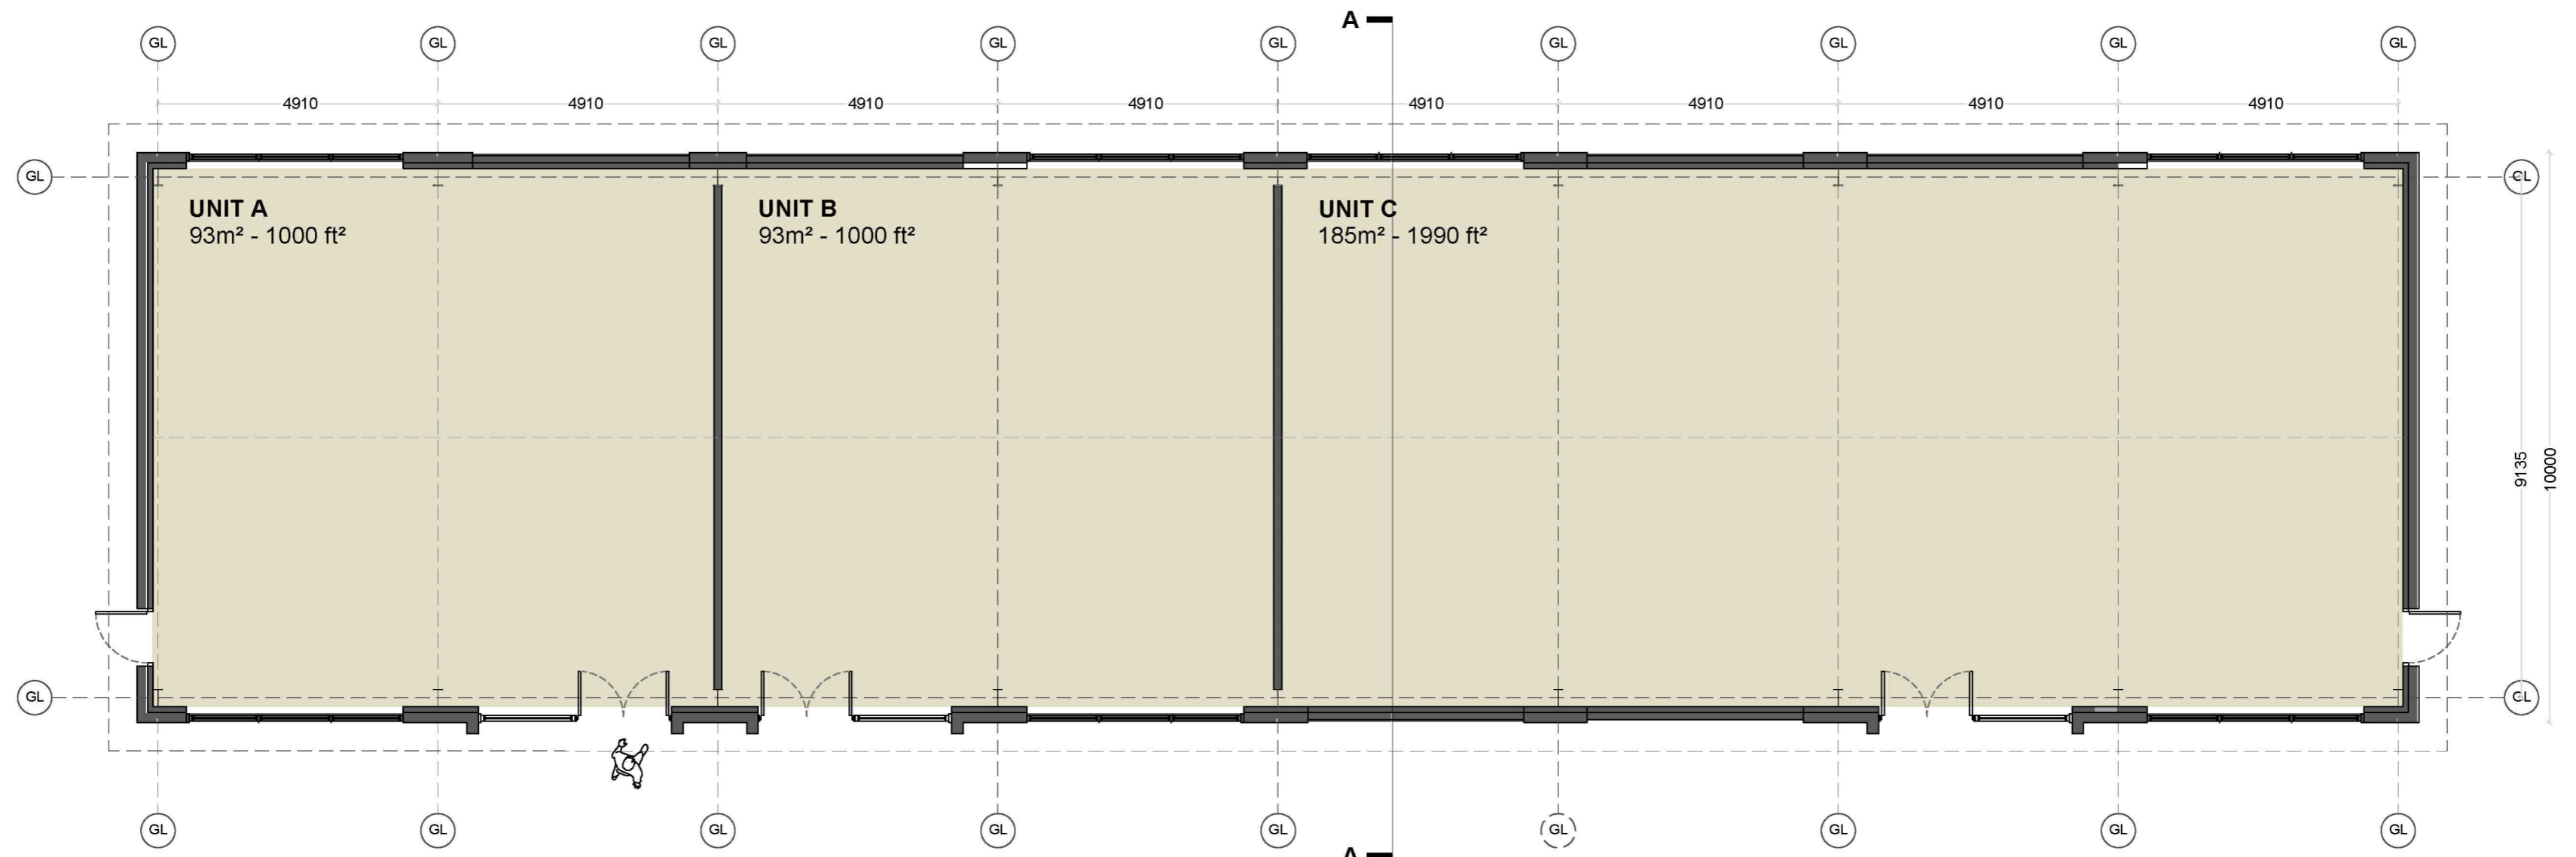 A
GL GL GL GL GL GL GL GL GL
4910 4910 4910 4910 4910 4910 4910 4910
GL GL
UNIT A
93m² - 1000 ft²
UNIT B
93m² - 1000 ft²
UNIT C
185m² - 1990 ft²
9135
10000
GL GL
GL GL GL GL GL GL GL GL GL
A